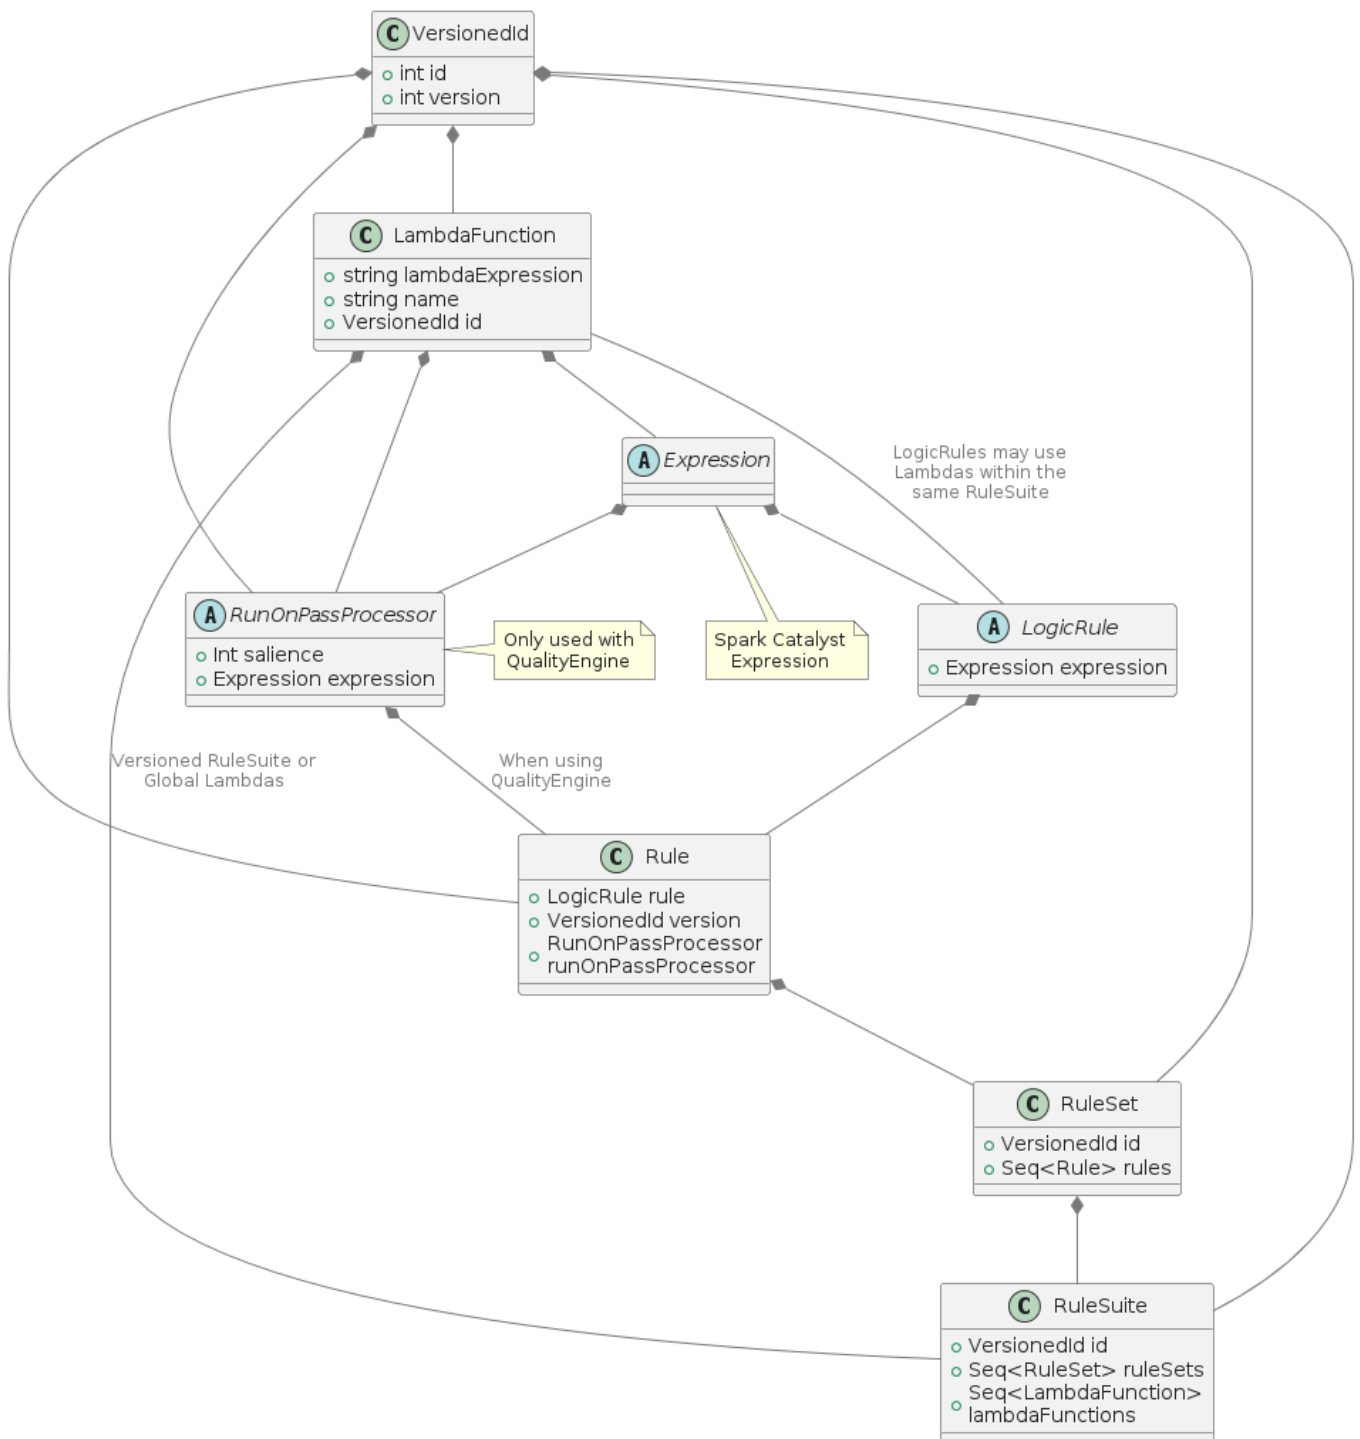 C VersionedId
int id
int version
C LambdaFunction
string lambdaExpression
string name
VersionedId id
A Expression
LogicRules may use
Lambdas within the
same RuleSuite
A RunOnPassProcessor
Int salience
Expression expression
Only used with
QualityEngine
Spark Catalyst
Expression
A LogicRule
Expression expression
Versioned RuleSuite or
Global Lambdas
When using
QualityEngine
C Rule
LogicRule rule
VersionedId version
RunOnPassProcessor
runOnPassProcessor
C RuleSet
VersionedId id
Seq<Rule> rules
C RuleSuite
VersionedId id
Seq<RuleSet> ruleSets
Seq<LambdaFunction>
lambdaFunctions